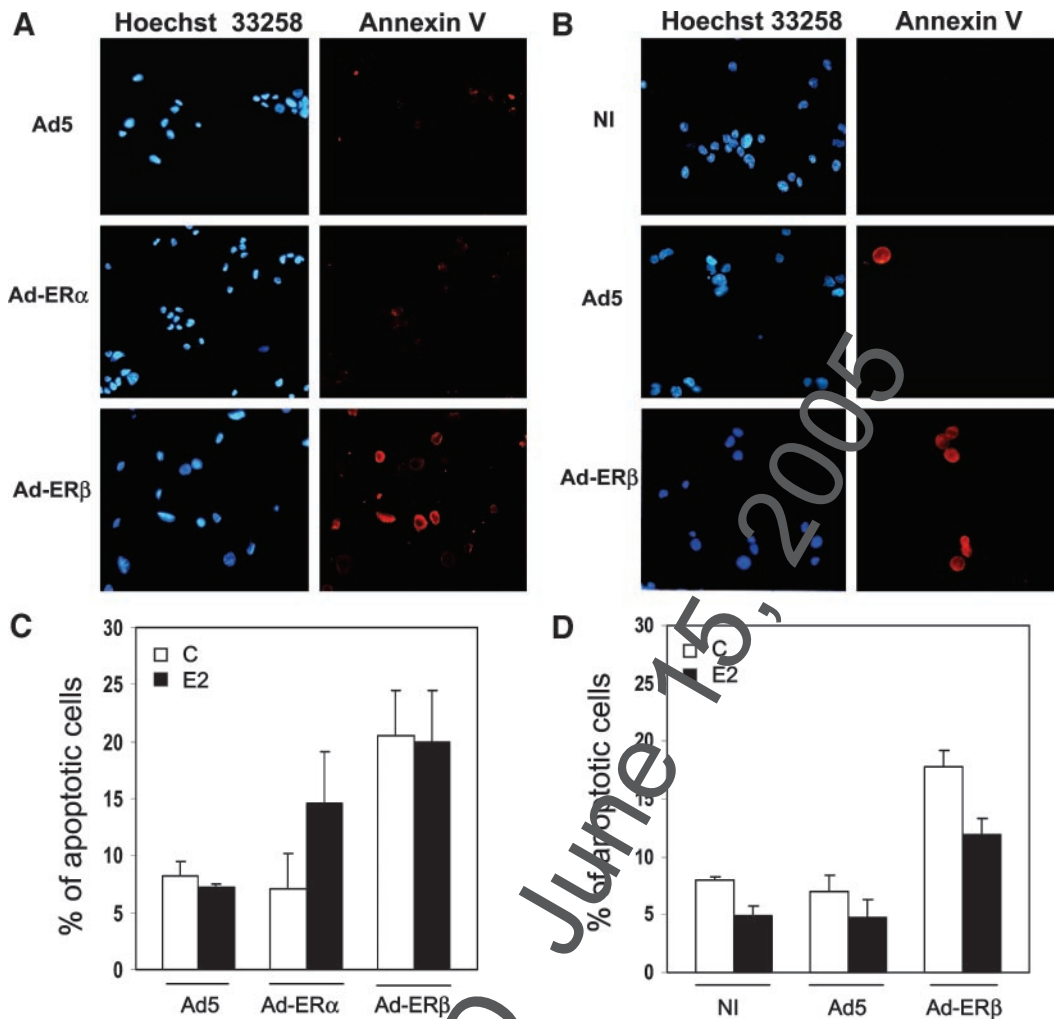 A
Hoechst 33258
Annexin V
Ad5
Ad-ERα
Ad-ERβ
B
Hoechst 33258
Annexin V
NI
Ad5
Ad-ERβ
C
30
25
20
15
10
5
0
% of apoptotic cells
C
E2
Ad5
Ad-ERα
Ad-ERβ
D
30
25
20
15
10
5
0
% of apoptotic cells
C
E2
NI
Ad5
Ad-ERβ
June 15, 2005